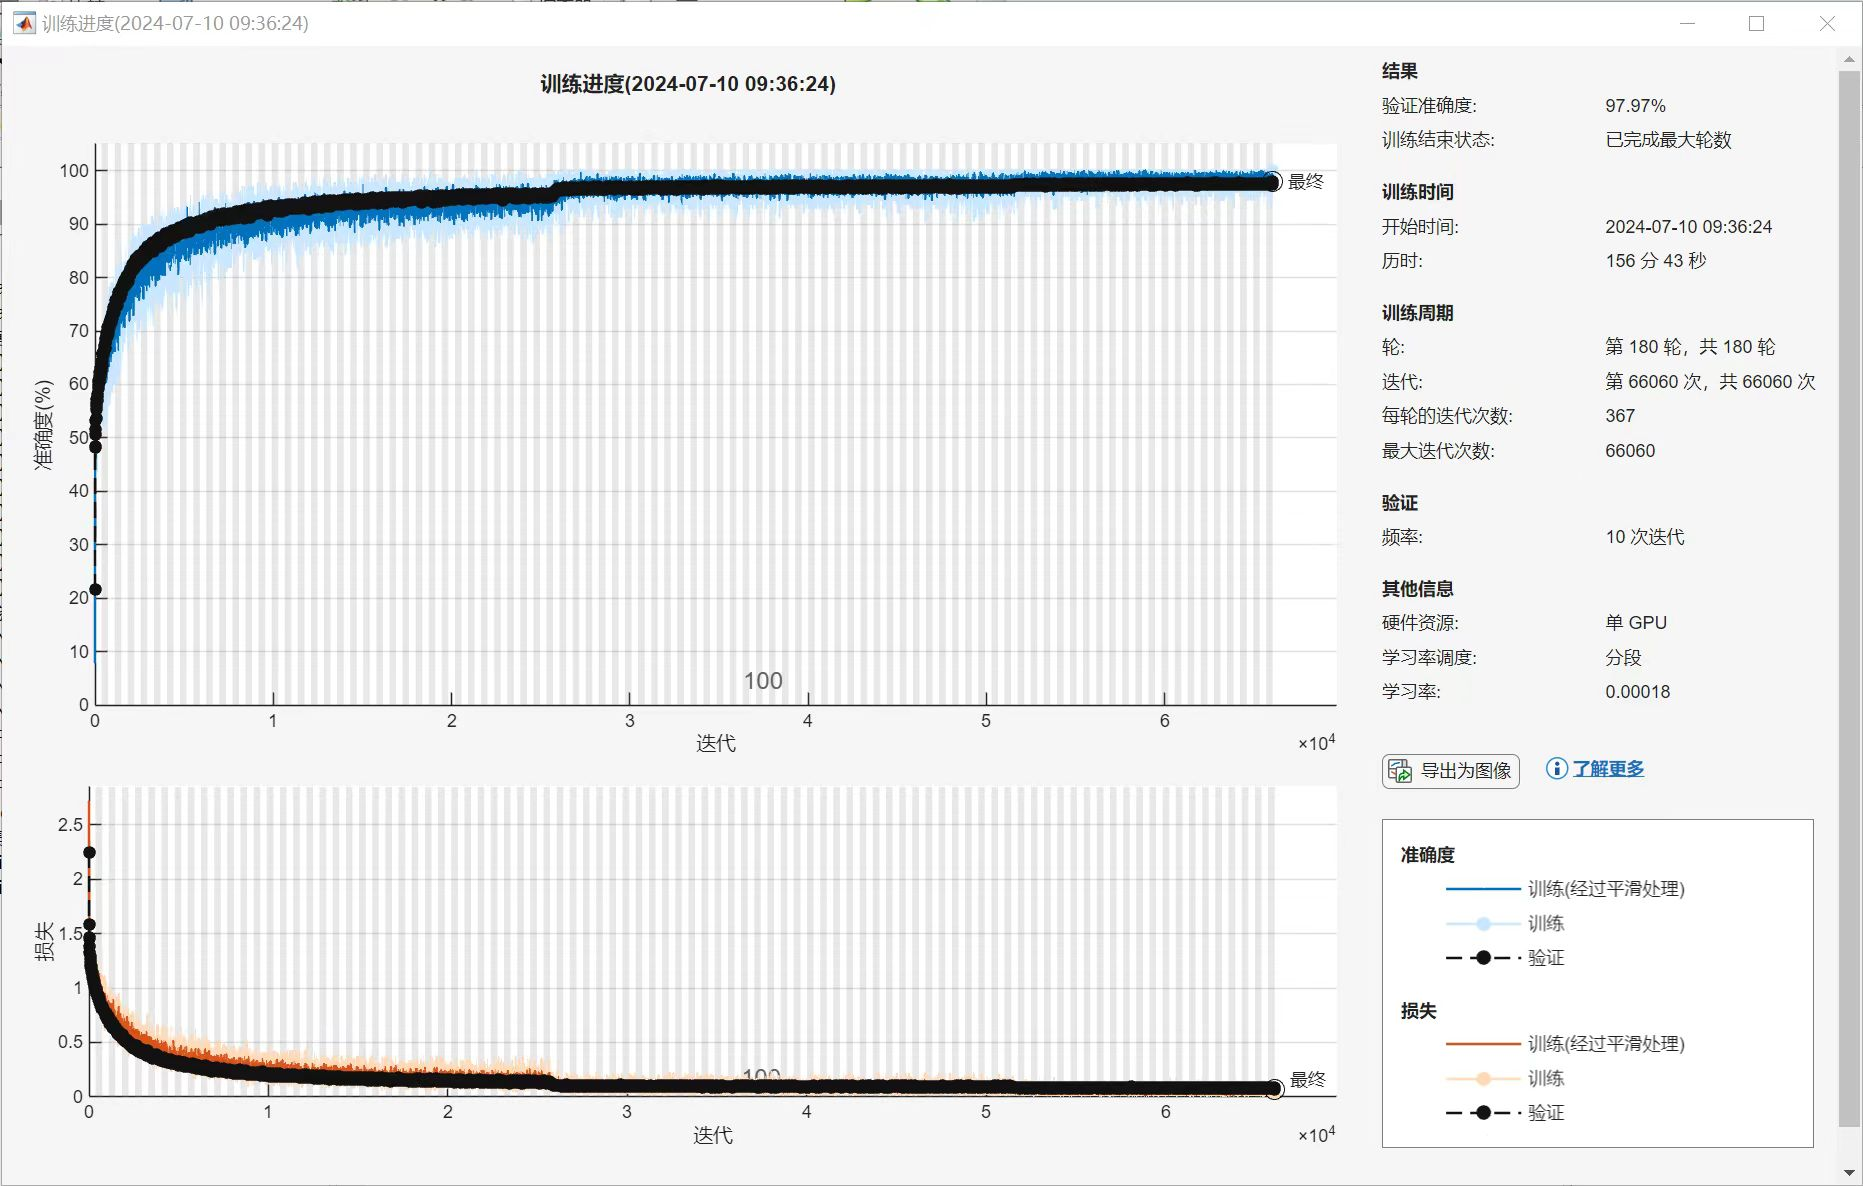 训练进度(2024-07-10 09:36:24)
训练进度(2024-07-10 09:36:24)
准确度(%)
100
90
80
70
60
50
40
30
20
10
0
0 1 2 3 4 5 6
×10⁴
迭代
100
最终
损失
2.5
2
1.5
1
0.5
0
0 1 2 3 4 5 6
×10⁴
迭代
100
最终
结果
验证准确度: 97.97%
训练结束状态: 已完成最大轮数
训练时间
开始时间: 2024-07-10 09:36:24
历时: 156 分 43 秒
训练周期
轮: 第 180 轮，共 180 轮
迭代: 第 66060 次，共 66060 次
每轮的迭代次数: 367
最大迭代次数: 66060
验证
频率: 10 次迭代
其他信息
硬件资源: 单 GPU
学习率调度: 分段
学习率: 0.00018
导出为图像
了解更多
准确度
训练(经过平滑处理)
训练
验证
损失
训练(经过平滑处理)
训练
验证